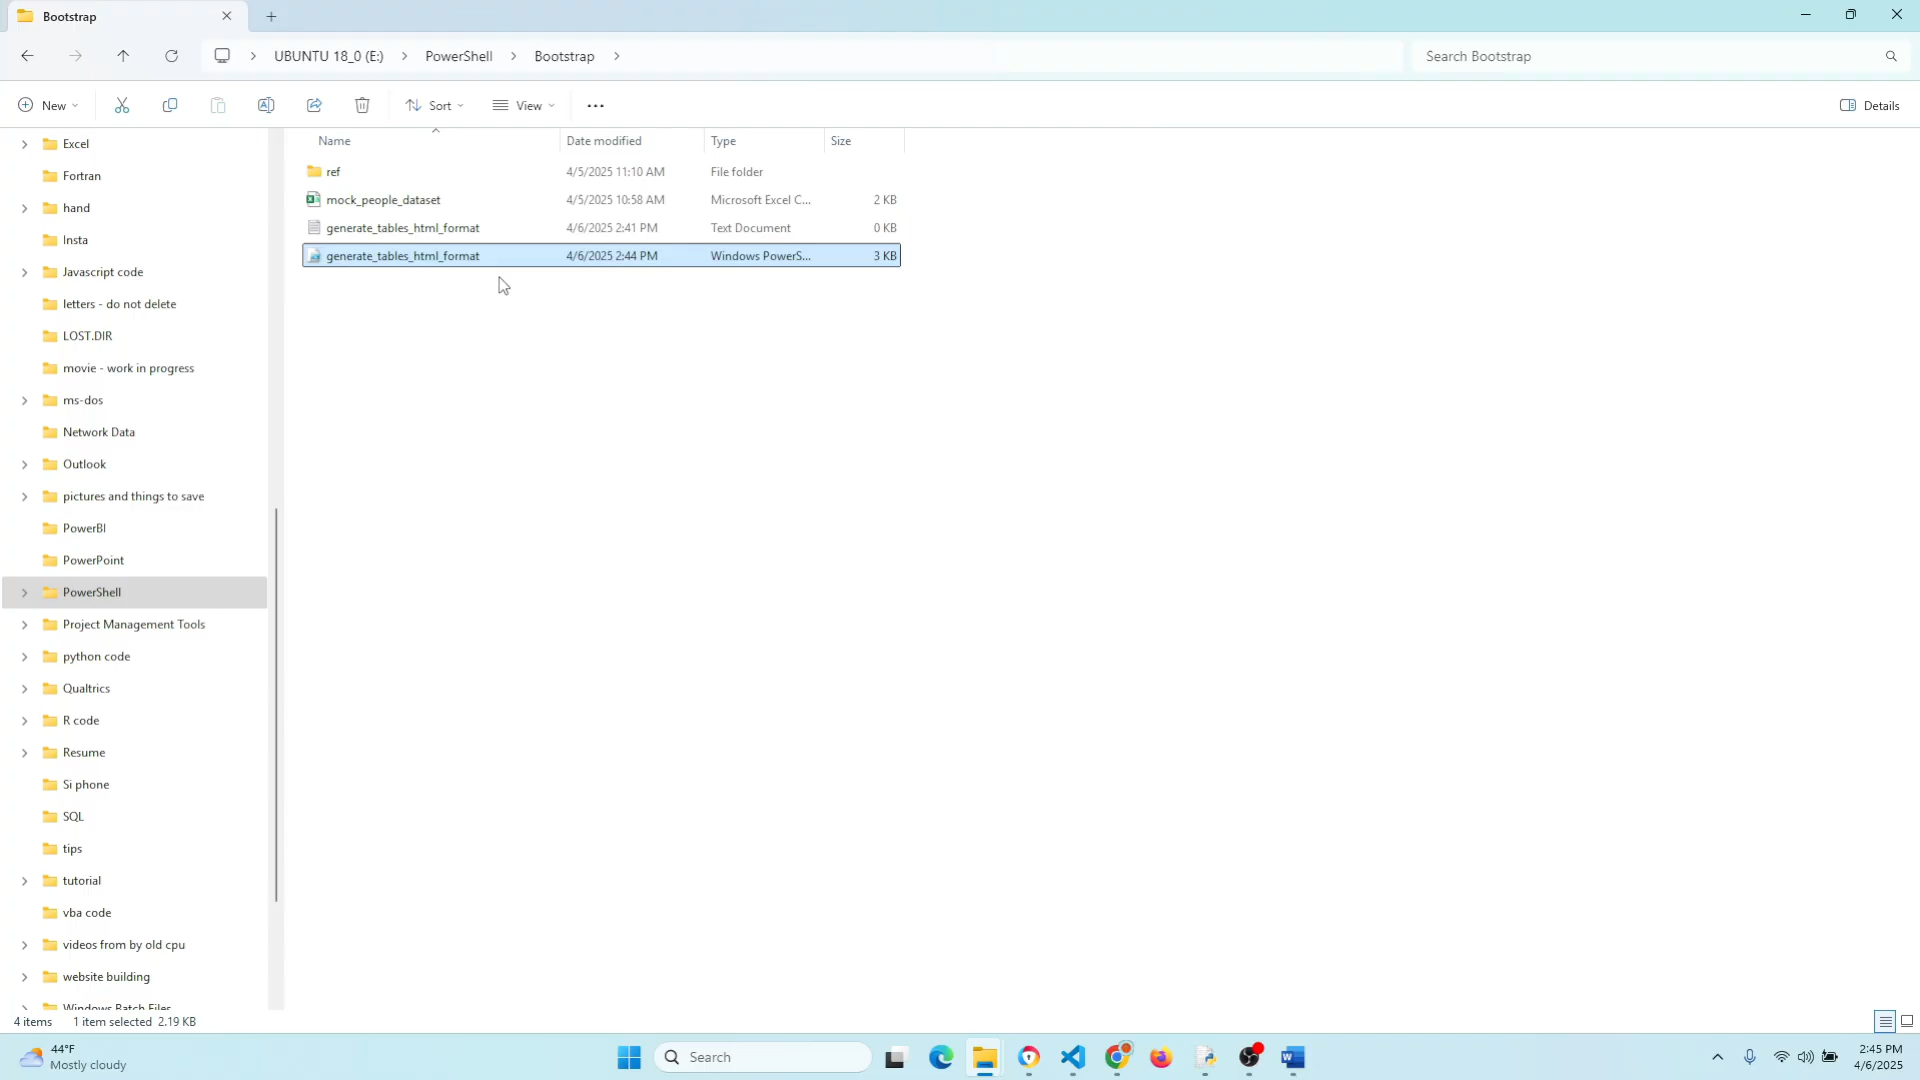 Bootstrap
UBUNTU 18_0 (E:) PowerShell Bootstrap
Search Bootstrap
New Sort View Details
Name Date modified Type Size
ref 4/5/2025 11:10 AM File folder
mock_people_dataset 4/5/2025 10:58 AM Microsoft Excel C... 2 KB
generate_tables_html_format 4/6/2025 2:41 PM Text Document 0 KB
generate_tables_html_format 4/6/2025 2:44 PM Windows PowerS... 3 KB
Excel
Fortran
hand
Insta
Javascript code
letters - do not delete
LOST.DIR
movie - work in progress
ms-dos
Network Data
Outlook
pictures and things to save
PowerBI
PowerPoint
PowerShell
Project Management Tools
python code
Qualtrics
R code
Resume
Si phone
SQL
tips
tutorial
vba code
videos from by old cpu
website building
Windows Batch Files
4 items 1 item selected 2.19 KB
44°F
Mostly cloudy
Search
2:45 PM
4/6/2025